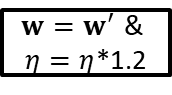 w = w′ &
η = η*1.2